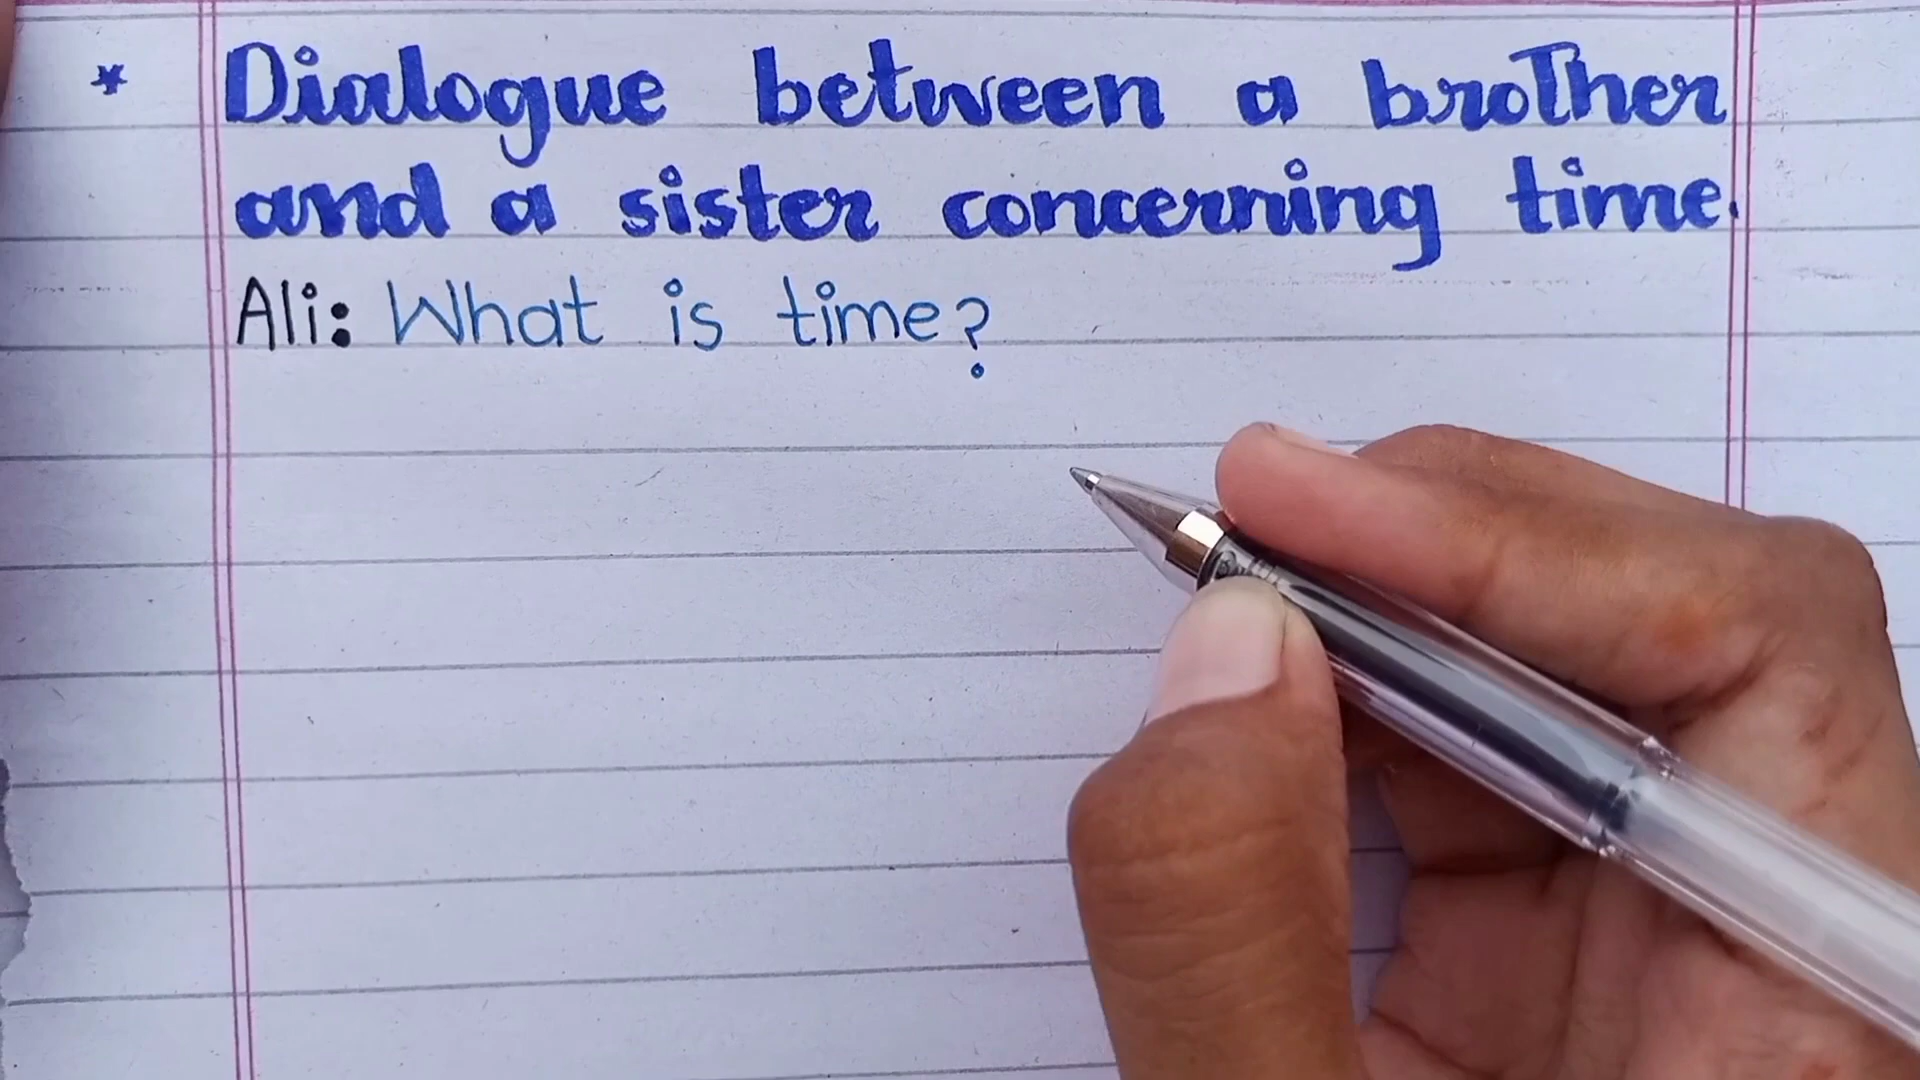 * Dialogue between a brother
and a sister concerning time.
Ali: What is time?